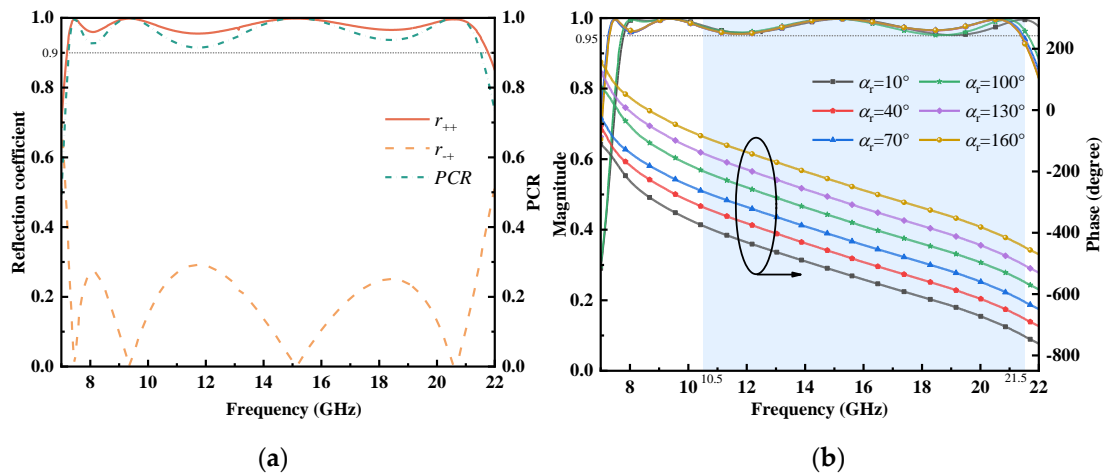 1.0
0.9
0.8
0.6
0.4
0.2
0.0
Reflection coefficient
8 10 12 14 16 18 20 22
Frequency (GHz)
1.0
0.8
0.6
0.4
0.2
0.0
PCR
r++
r-+
PCR
(a)
1.0
0.95
0.8
0.6
0.4
0.2
0.0
Magnitude
8 10 12 14 16 18 20 22
10.5 21.5
Frequency (GHz)
200
0
-200
-400
-600
-800
Phase (degree)
αr=10° αr=100°
αr=40° αr=130°
αr=70° αr=160°
(b)